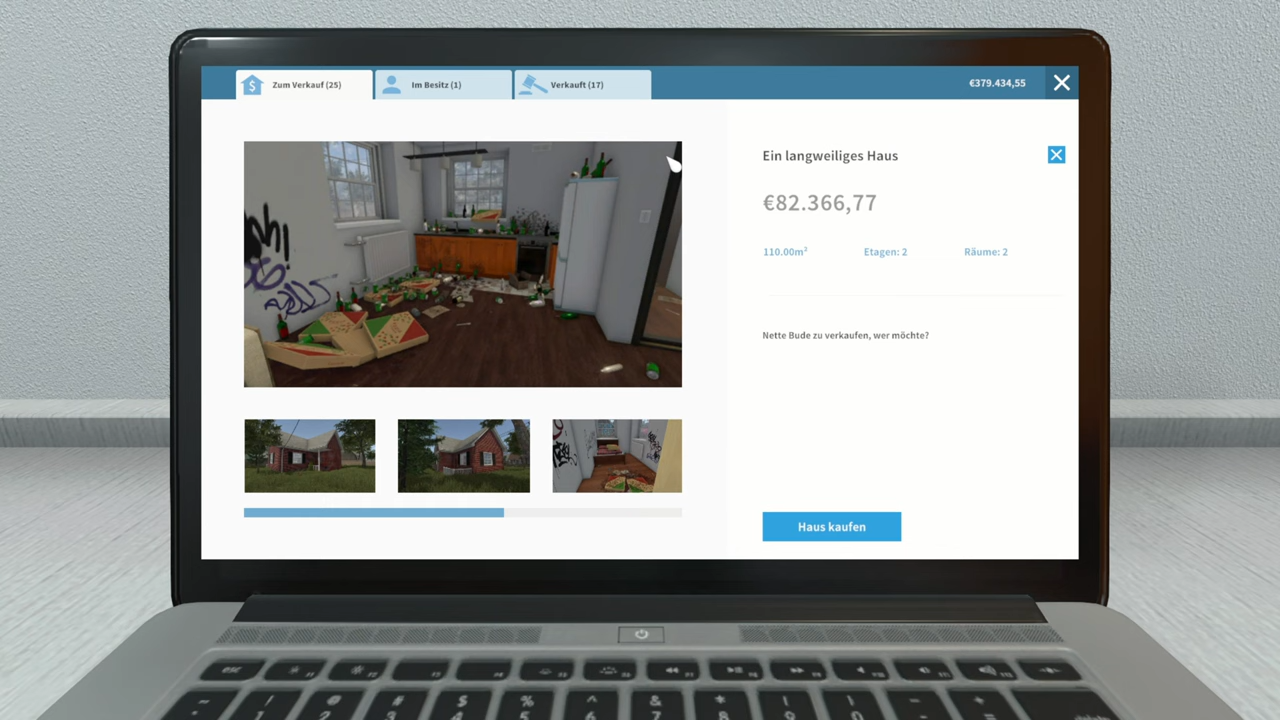 Zum Verkauf (25)
Im Besitz (1)
Verkauft (17)
€379.434,55
Ein langweiliges Haus
€82.366,77
110.00m²
Etagen: 2
Räume: 2
Nette Bude zu verkaufen, wer möchte?
Haus kaufen
esc